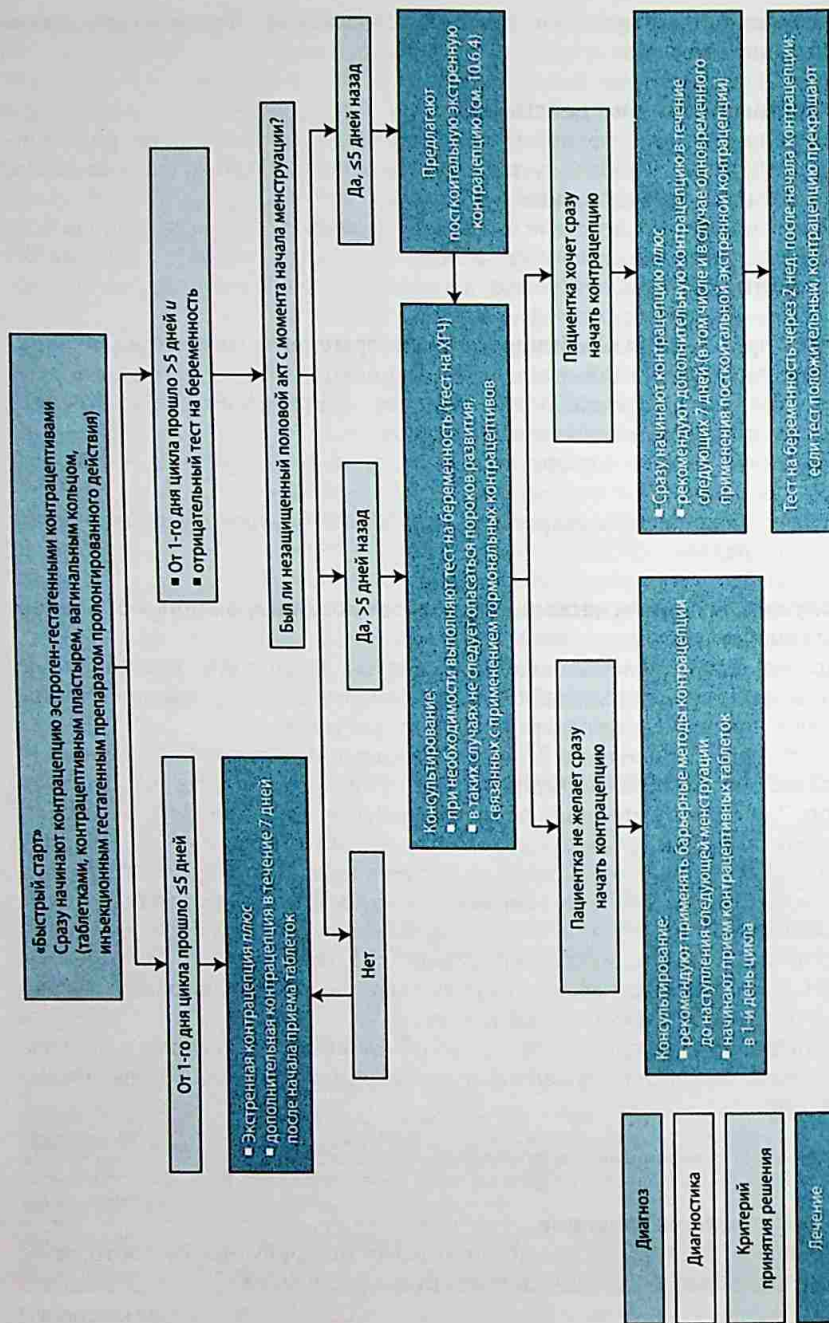 «Быстрый старт»
Сразу начинают контрацепцию эстроген-гестагенными контрацептивами
(таблетками, контрацептивным пластырем, вагинальным кольцом,
инъекционным гестагенным препаратом пролонгированного действия)
От 1-го дня цикла прошло ≤5 дней
■ От 1-го дня цикла прошло >5 дней и
■ отрицательный тест на беременность
■ Экстренная контрацепция плюс
■ дополнительная контрацепция в течение 7 дней
после начала приема таблеток
Был ли незащищенный половой акт с момента начала менструации?
Нет
Да, >5 дней назад
Да, ≤5 дней назад
Предлагают
посткоитальную экстренную
контрацепцию (см. 10.6.4)
Консультирование:
■ при необходимости выполняют тест на беременность (тест на ХГЧ);
■ в таких случаях не следует опасаться пороков развития,
связанных с применением гормональных контрацептивов
Пациентка не желает сразу
начать контрацепцию
Пациентка хочет сразу
начать контрацепцию
Консультирование:
■ рекомендуют применять барьерные методы контрацепции
до наступления следующей менструации
■ начинают прием контрацептивных таблеток
в 1-й день цикла
■ Сразу начинают контрацепцию плюс
■ рекомендуют дополнительную контрацепцию в течение
следующих 7 дней (в том числе и в случае одновременного
применения посткоитальной экстренной контрацепции)
Тест на беременность через 2 нед. после начала контрацепции;
если тест положительный, контрацепцию прекращают
Диагноз
Диагностика
Критерий
принятия решения
Лечение